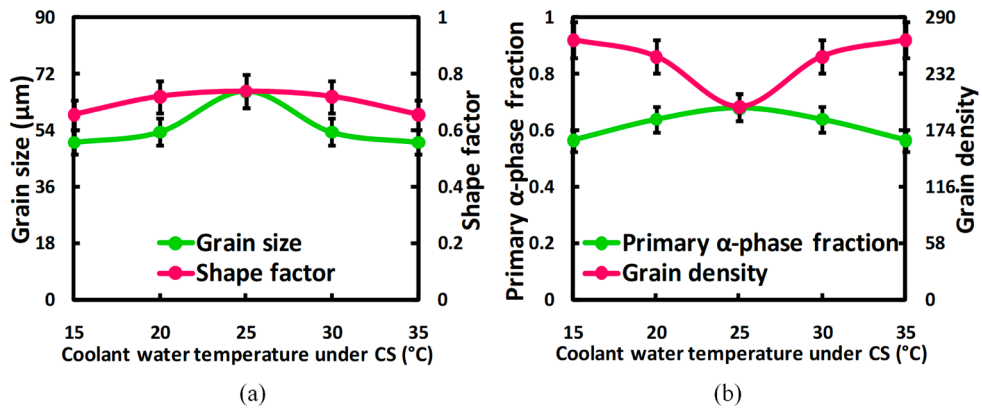 90
72
54
36
18
0
Grain size (µm)
1
0.8
0.6
0.4
0.2
0
Shape factor
Grain size
Shape factor
15 20 25 30 35
Coolant water temperature under CS (°C)
(a)
1
0.8
0.6
0.4
0.2
0
Primary α-phase fraction
290
232
174
116
58
0
Grain density
Primary α-phase fraction
Grain density
15 20 25 30 35
Coolant water temperature under CS (°C)
(b)